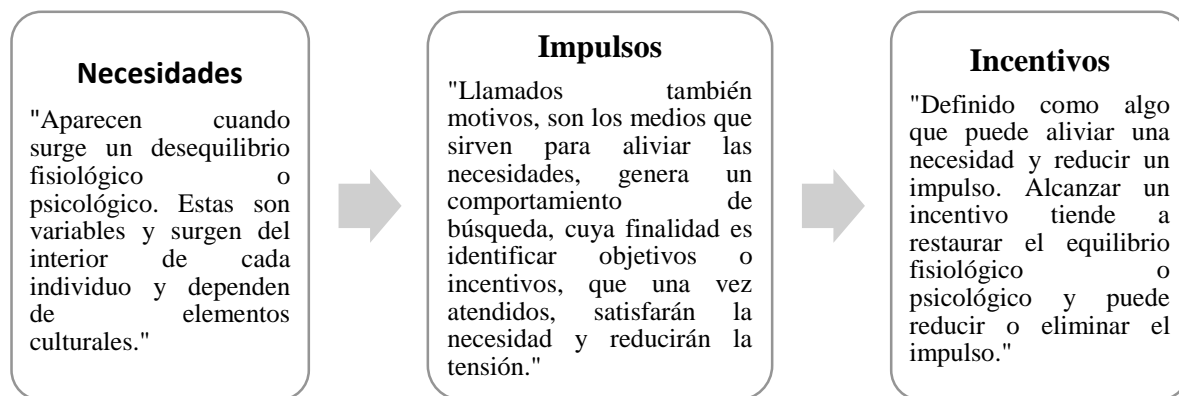 Necesidades
"Aparecen cuando
surge un desequilibrio
fisiológico o
psicológico. Estas son
variables y surgen del
interior de cada
individuo y dependen
de elementos
culturales."
Impulsos
"Llamados también
motivos, son los medios que
sirven para aliviar las
necesidades, genera un
comportamiento de
búsqueda, cuya finalidad es
identificar objetivos o
incentivos, que una vez
atendidos, satisfarán la
necesidad y reducirán la
tensión."
Incentivos
"Definido como algo
que puede aliviar una
necesidad y reducir un
impulso. Alcanzar un
incentivo tiende a
restaurar el equilibrio
fisiológico o
psicológico y puede
reducir o eliminar el
impulso."